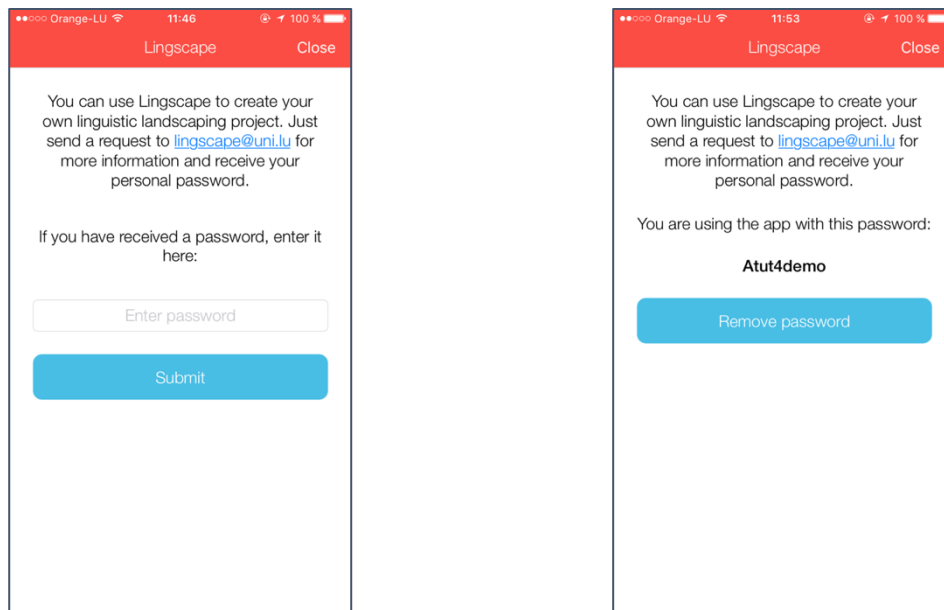 Orange-LU 11:46 100 %
Lingscape Close
You can use Lingscape to create your
own linguistic landscaping project. Just
send a request to lingscape@uni.lu for
more information and receive your
personal password.
If you have received a password, enter it
here:
Enter password
Submit
Orange-LU 11:53 100 %
Lingscape Close
You can use Lingscape to create your
own linguistic landscaping project. Just
send a request to lingscape@uni.lu for
more information and receive your
personal password.
You are using the app with this password:
Atut4demo
Remove password